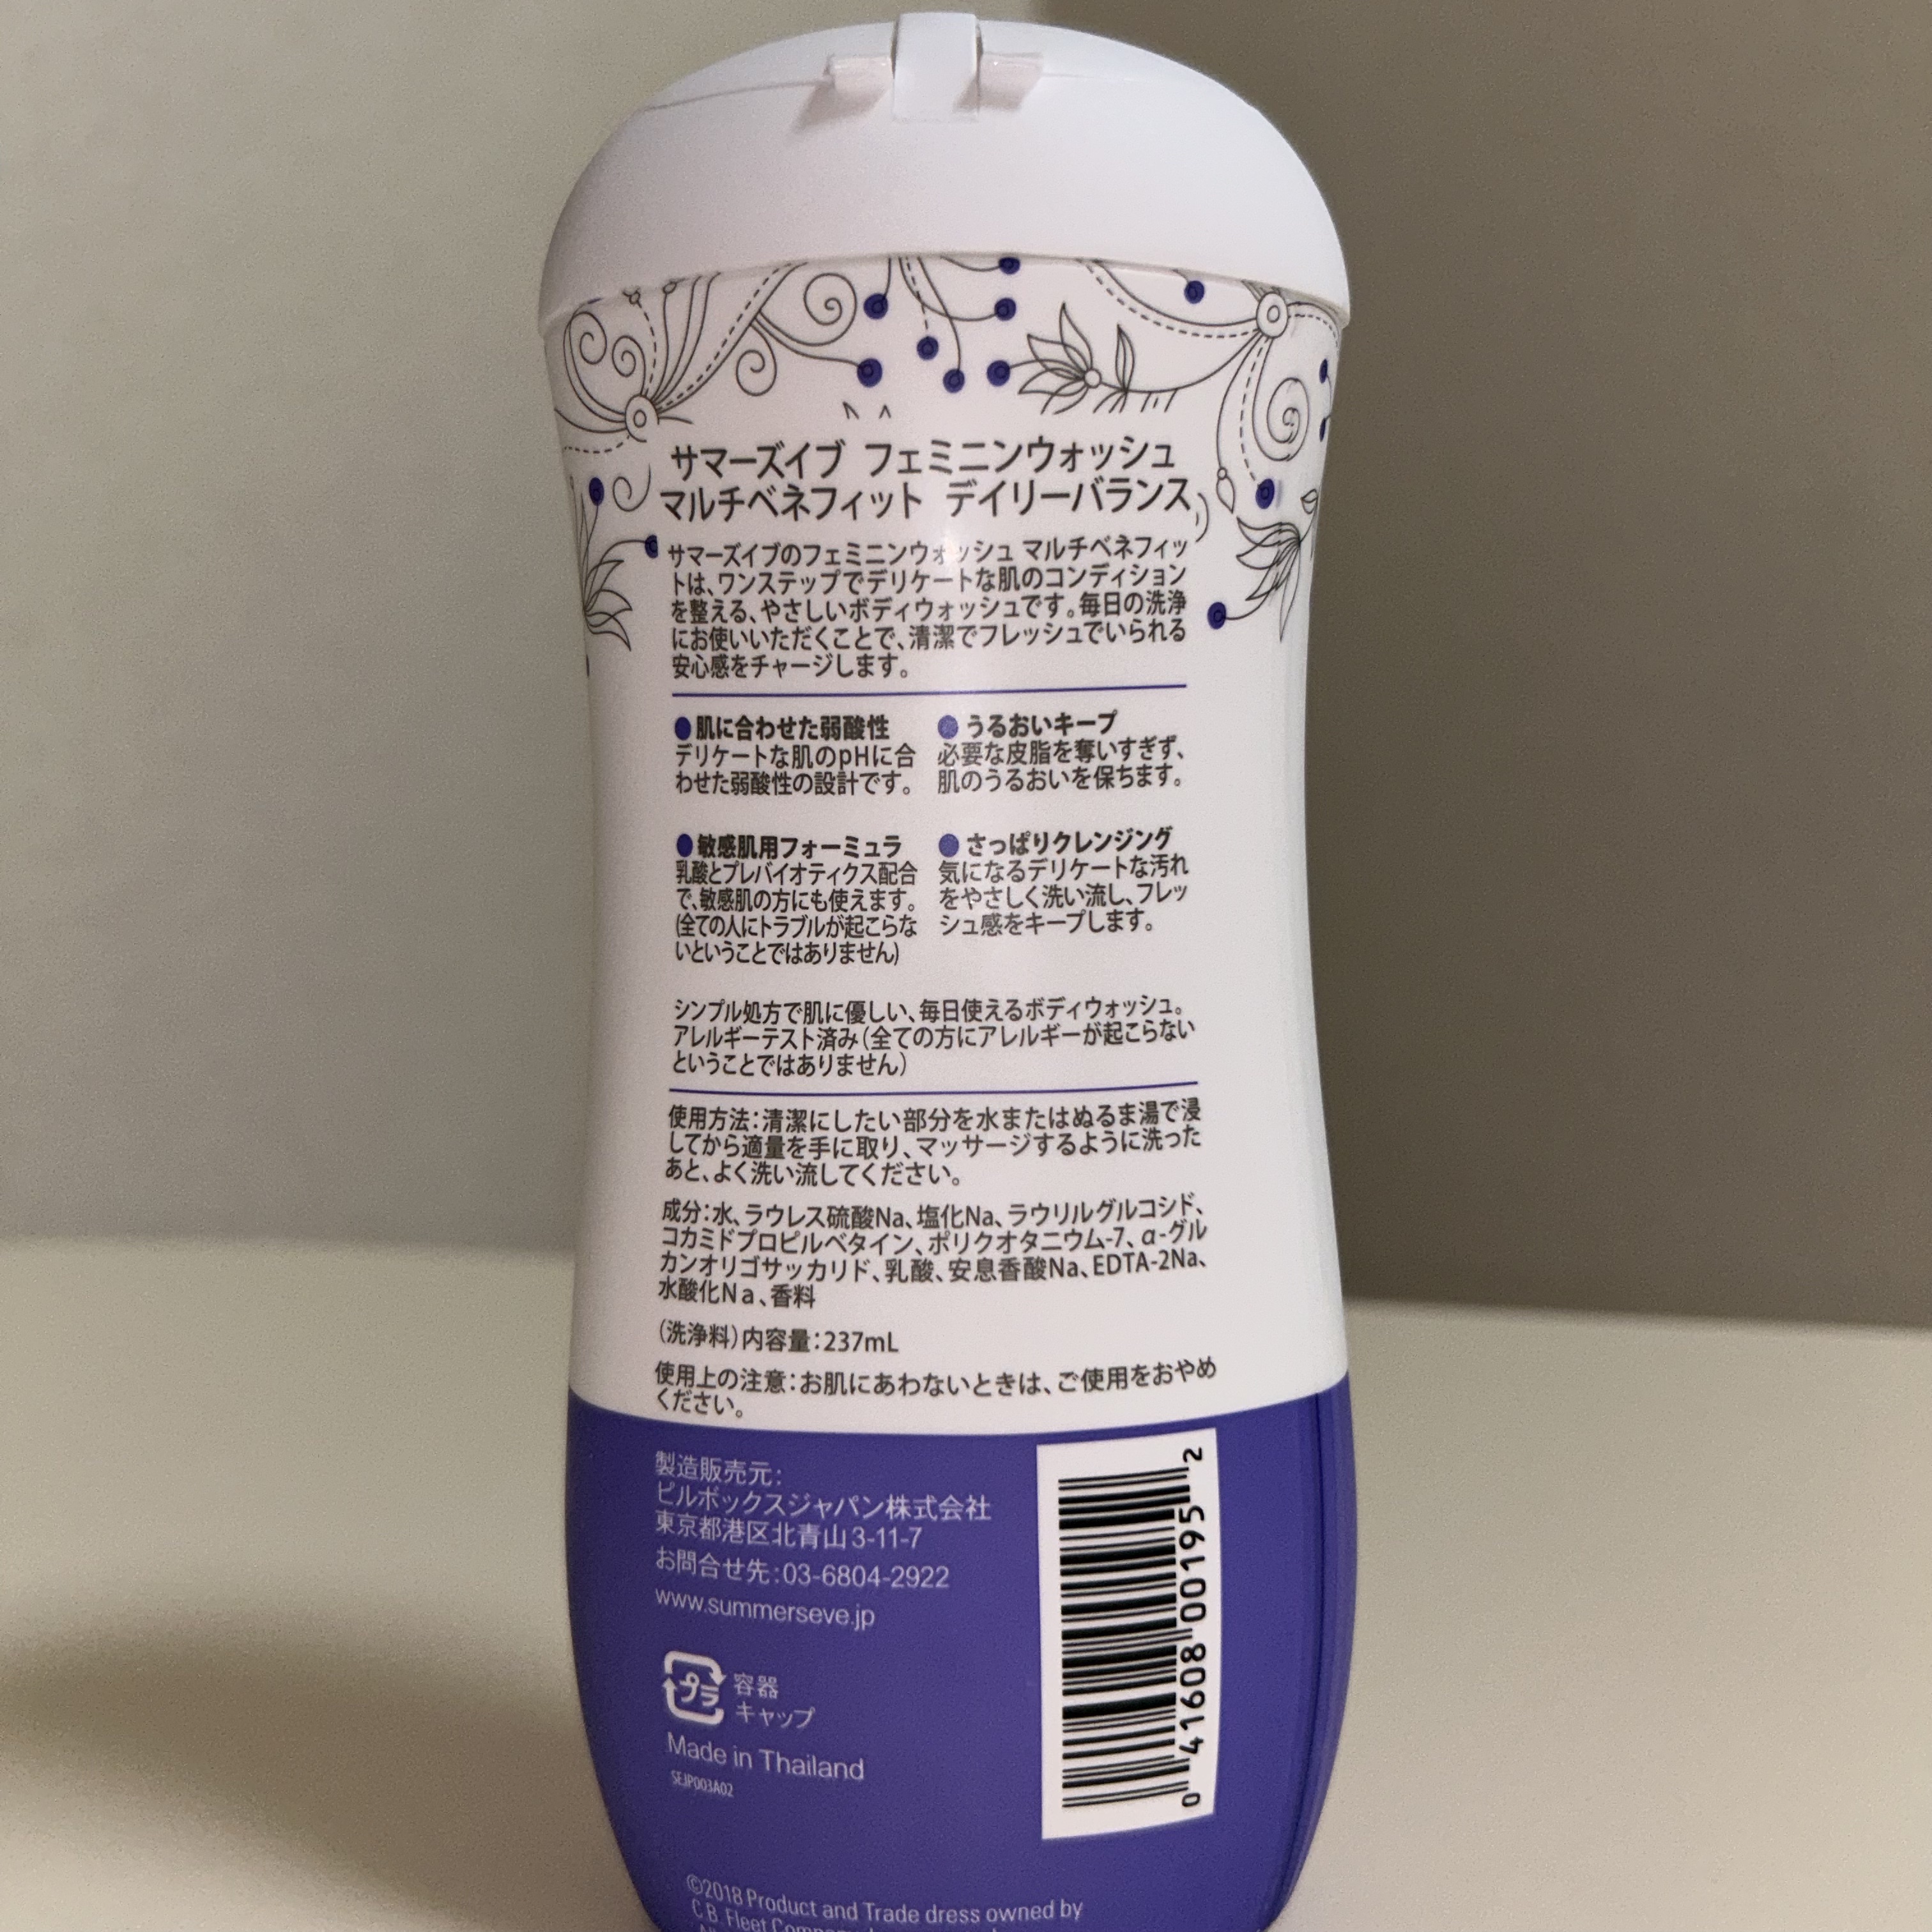 サマーズイブ フェミニンウォッシュ
マルチベネフィット デイリーバランス
サマーズイブのフェミニンウォッシュ マルチベネフィッ
トは、ワンステップでデリケートな肌のコンディション
を整える、やさしいボディウォッシュです。毎日の洗浄
にお使いいただくことで、清潔でフレッシュでいられる
安心感をチャージします。
●肌に合わせた弱酸性
デリケートな肌のpHに合
わせた弱酸性の設計です。
●うるおいキープ
必要な皮脂を奪いすぎず、
肌のうるおいを保ちます。
●敏感肌用フォーミュラ
乳酸とプレバイオティクス配合
で、敏感肌の方にも使えます。
(全ての人にトラブルが起こらな
いということではありません)
●さっぱりクレンジング
気になるデリケートな汚れ
をやさしく洗い流し、フレッ
シュ感をキープします。
シンプル処方で肌に優しい、毎日使えるボディウォッシュ。
アレルギーテスト済み(全ての方にアレルギーが起こらない
ということではありません)
使用方法:清潔にしたい部分を水またはぬるま湯で浸
してから適量を手に取り、マッサージするように洗った
あと、よく洗い流してください。
成分:水、ラウレス硫酸Na、塩化Na、ラウリルグルコシド、
コカミドプロピルベタイン、ポリクオタニウム-7、α-グル
カンオリゴサッカリド、乳酸、安息香酸Na、EDTA-2Na、
水酸化Na、香料
(洗浄料)内容量:237mL
使用上の注意:お肌にあわないときは、ご使用をおやめ
ください。
製造販売元:
ピルボックスジャパン株式会社
東京都港区北青山3-11-7
お問合せ先:03-6804-2922
www.summerseve.jp
プラ
容器
キャップ
Made in Thailand
SEJP003A02
0 41608 00195 2
©2018 Product and Trade dress owned by
C.B. Fleet Company